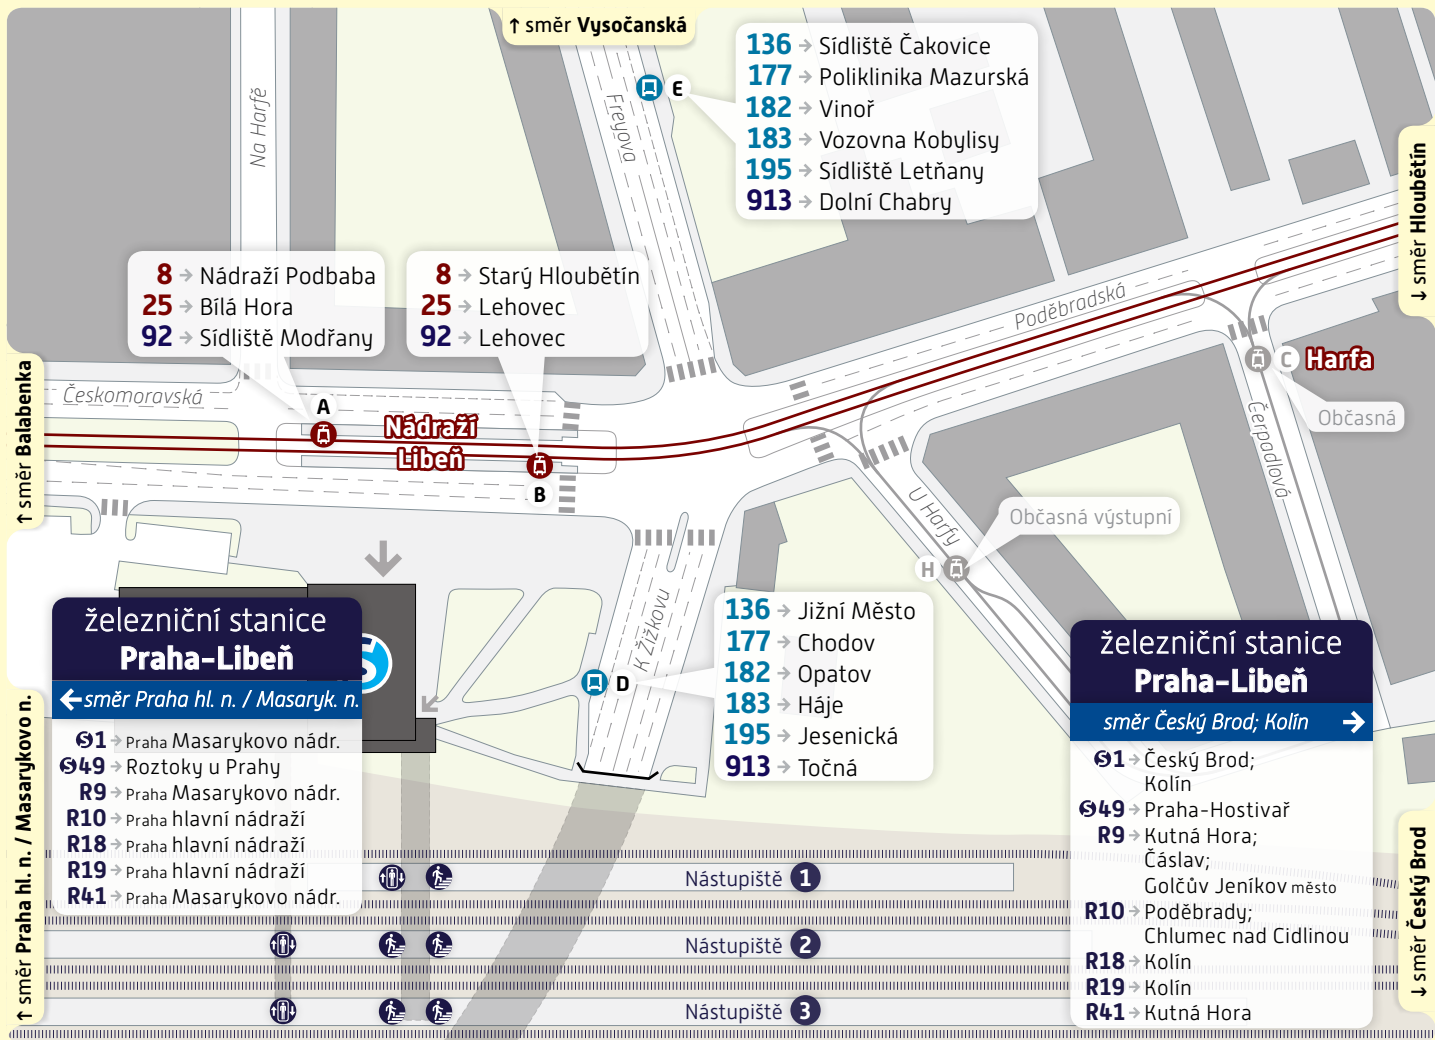 ↑ směr Vysočanská
136 → Sídliště Čakovice
177 → Poliklinika Mazurská
182 → Vinoř
183 → Vozovna Kobylisy
195 → Sídliště Letňany
913 → Dolní Chabry
E
Freyova
Na Harfě
↓ směr Hloubětín
8 → Nádraží Podbaba
25 → Bílá Hora
92 → Sídliště Modřany
8 → Starý Hloubětín
25 → Lehovec
92 → Lehovec
Poděbradská
C Harfa
Občasná
Čerpadlová
↑ směr Balabenka
Českomoravská
A
Nádraží
Libeň
B
U Harfy
Občasná výstupní
H
K Žižkovu
D
136 → Jižní Město
177 → Chodov
182 → Opatov
183 → Háje
195 → Jesenická
913 → Točná
železniční stanice
Praha-Libeň
← směr Praha hl. n. / Masaryk. n.
S1 → Praha Masarykovo nádr.
S49 → Roztoky u Prahy
R9 → Praha Masarykovo nádr.
R10 → Praha hlavní nádraží
R18 → Praha hlavní nádraží
R19 → Praha hlavní nádraží
R41 → Praha Masarykovo nádr.
S
↑ směr Praha hl. n. / Masarykovo n.
železniční stanice
Praha-Libeň
směr Český Brod; Kolín →
S1 → Český Brod;
Kolín
S49 → Praha-Hostivař
R9 → Kutná Hora;
Čáslav;
Golčův Jeníkov město
R10 → Poděbrady;
Chlumec nad Cidlinou
R18 → Kolín
R19 → Kolín
R41 → Kutná Hora
↓ směr Český Brod
Nástupiště 1
Nástupiště 2
Nástupiště 3